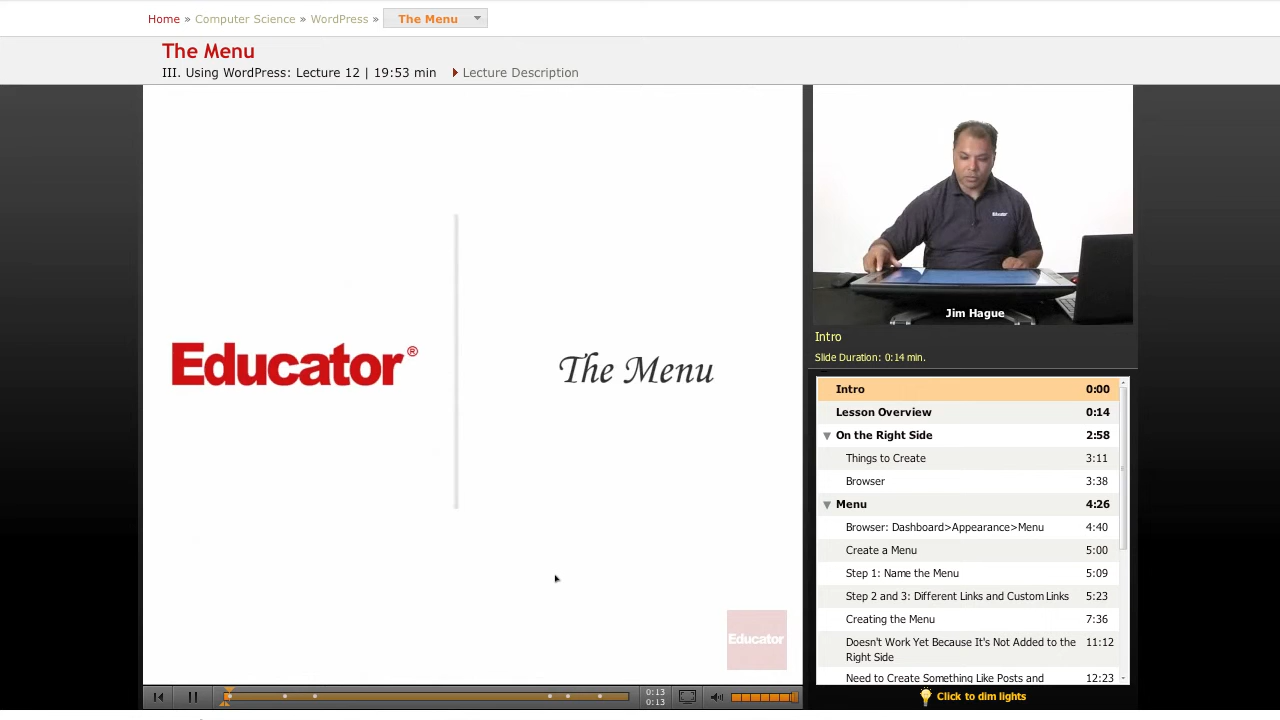 Home » Computer Science » WordPress » The Menu
The Menu
III. Using WordPress: Lecture 12 | 19:53 min Lecture Description
Educator®
The Menu
Educator
Educator
Jim Hague
Intro
Slide Duration: 0:14 min.
Intro 0:00
Lesson Overview 0:14
On the Right Side 2:58
Things to Create 3:11
Browser 3:38
Menu 4:26
Browser: Dashboard>Appearance>Menu 4:40
Create a Menu 5:00
Step 1: Name the Menu 5:09
Step 2 and 3: Different Links and Custom Links 5:23
Creating the Menu 7:36
Doesn't Work Yet Because It's Not Added to the 11:12
Right Side
Need to Create Something Like Posts and 12:23
0:13
0:13
Click to dim lights